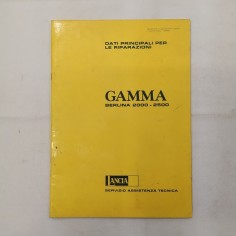 DATI PRINCIPALI PER
LE RIPARAZIONI
GAMMA
BERLINA 2000-2500
LANCIA
SERVIZIO ASSISTENZA TECNICA